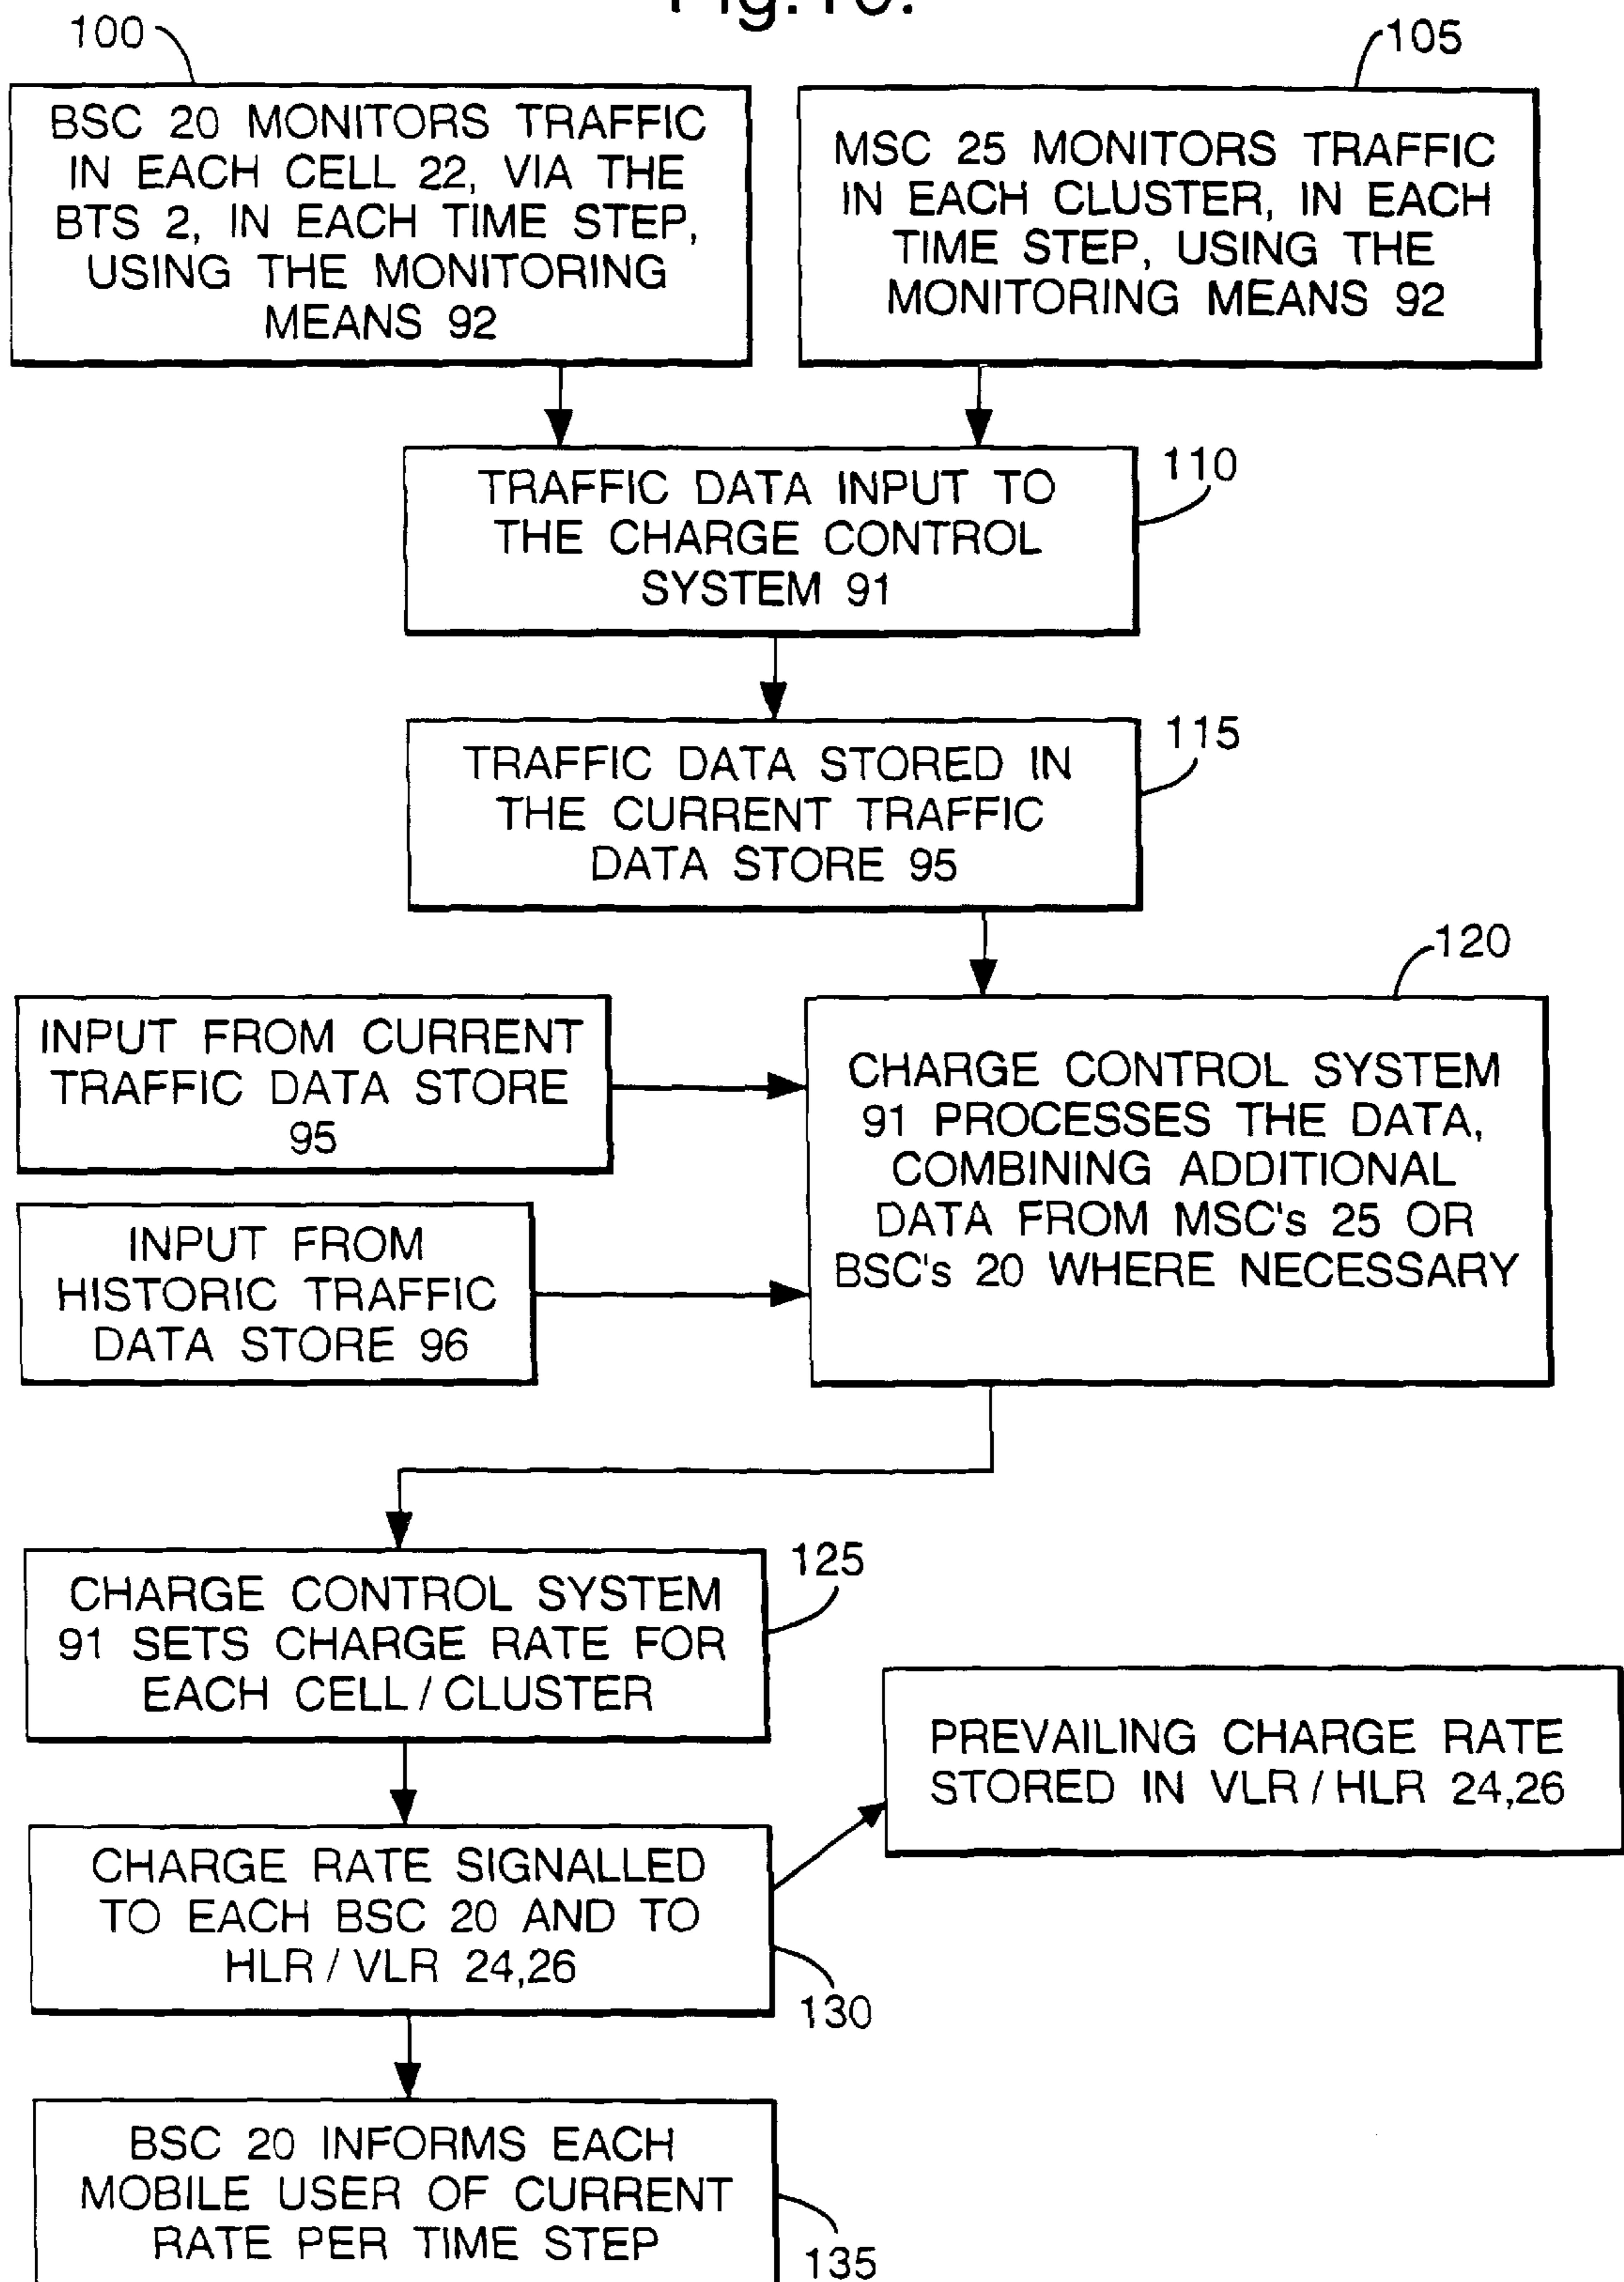 100
105
BSC 20 MONITORS TRAFFIC
IN EACH CELL 22, VIA THE
BTS 2, IN EACH TIME STEP,
USING THE MONITORING
MEANS 92
MSC 25 MONITORS TRAFFIC
IN EACH CLUSTER, IN EACH
TIME STEP, USING THE
MONITORING MEANS 92
110
TRAFFIC DATA INPUT TO
THE CHARGE CONTROL
SYSTEM 91
115
TRAFFIC DATA STORED IN
THE CURRENT TRAFFIC
DATA STORE 95
120
INPUT FROM CURRENT
TRAFFIC DATA STORE
95
INPUT FROM
HISTORIC TRAFFIC
DATA STORE 96
CHARGE CONTROL SYSTEM
91 PROCESSES THE DATA,
COMBINING ADDITIONAL
DATA FROM MSC's 25 OR
BSC's 20 WHERE NECESSARY
125
CHARGE CONTROL SYSTEM
91 SETS CHARGE RATE FOR
EACH CELL / CLUSTER
PREVAILING CHARGE RATE
STORED IN VLR / HLR 24,26
CHARGE RATE SIGNALLED
TO EACH BSC 20 AND TO
HLR / VLR 24,26
130
BSC 20 INFORMS EACH
MOBILE USER OF CURRENT
RATE PER TIME STEP
135